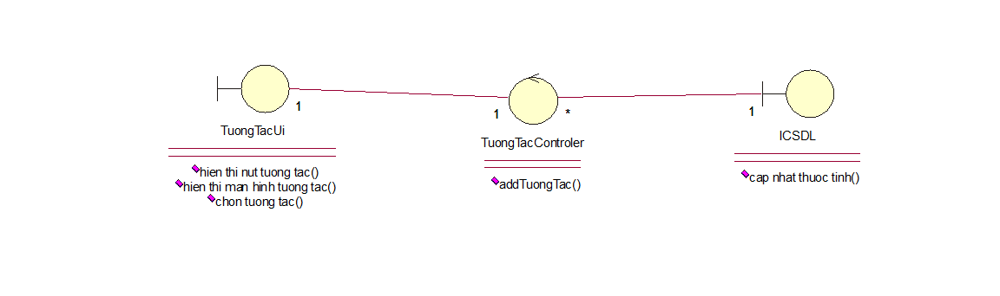 1
1
*
1
TuongTacUi
TuongTacControler
ICSDL
hien thi nut tuong tac()
hien thi man hinh tuong tac()
chon tuong tac()
addTuongTac()
cap nhat thuoc tinh()